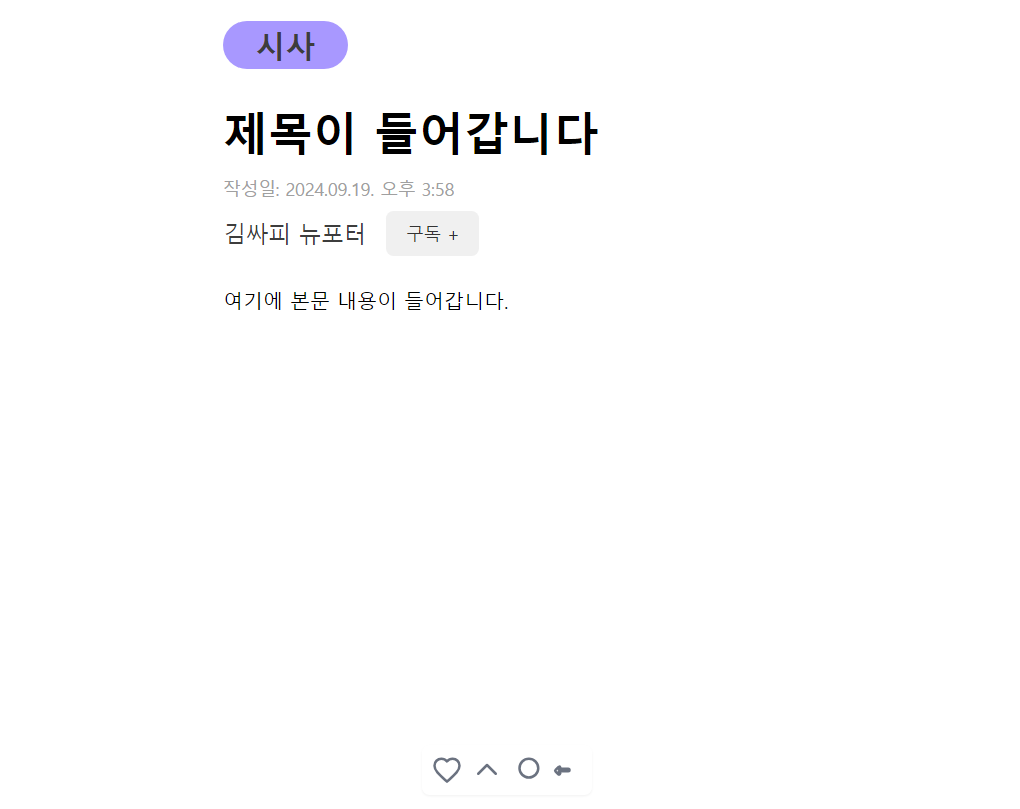 시사
제목이 들어갑니다
작성일: 2024.09.19. 오후 3:58
김싸피 뉴포터 구독 +
여기에 본문 내용이 들어갑니다.